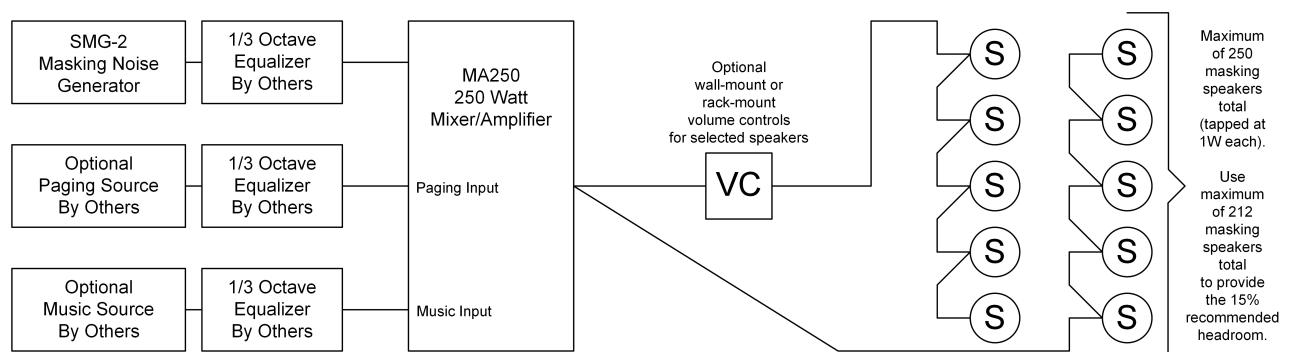 SMG-2
Masking Noise
Generator
1/3 Octave
Equalizer
By Others
MA250
250 Watt
Mixer/Amplifier
Optional
Paging Source
By Others
1/3 Octave
Equalizer
By Others
Paging Input
Optional
Music Source
By Others
1/3 Octave
Equalizer
By Others
Music Input
Optional
wall-mount or
rack-mount
volume controls
for selected speakers
VC
S
S
S
S
S
S
S
S
S
S
Maximum
of 250
masking
speakers
total
(tapped at
1W each).
Use
maximum
of 212
masking
speakers
total
to provide
the 15%
recommended
headroom.